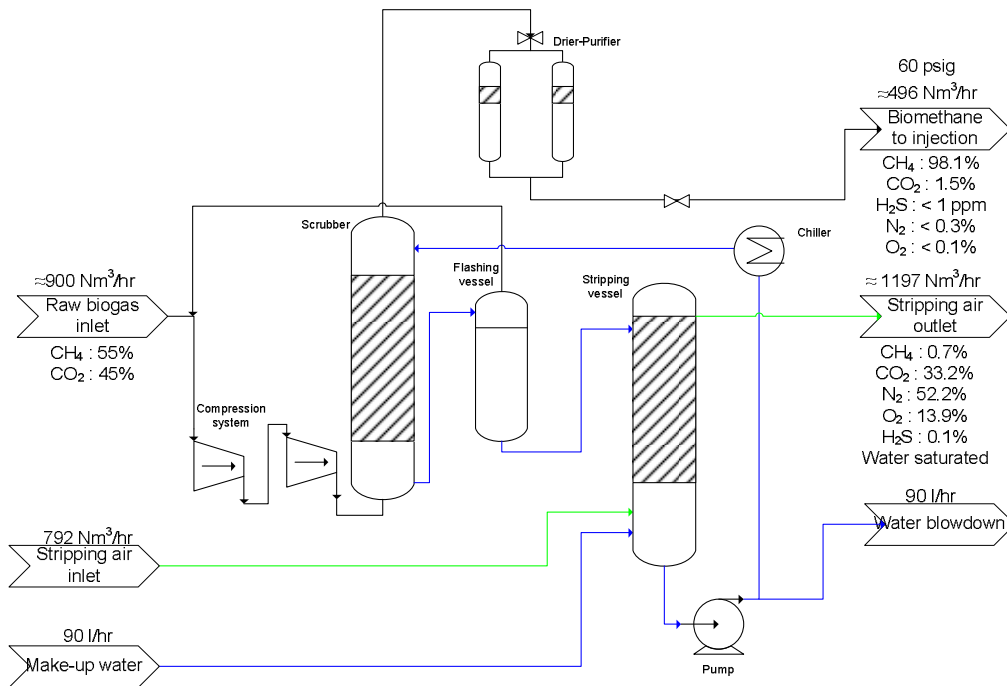 Drier-Purifier
60 psig
≈496 Nm³/hr
Biomethane
to injection
CH₄ : 98.1%
CO₂ : 1.5%
H₂S : < 1 ppm
N₂ : < 0.3%
O₂ : < 0.1%
Scrubber
Chiller
Flashing
vessel
Stripping
vessel
≈900 Nm³/hr
Raw biogas
inlet
CH₄ : 55%
CO₂ : 45%
≈1197 Nm³/hr
Stripping air
outlet
CH₄ : 0.7%
CO₂ : 33.2%
N₂ : 52.2%
O₂ : 13.9%
H₂S : 0.1%
Water saturated
Compression
system
90 l/hr
Water blowdown
792 Nm³/hr
Stripping air
inlet
90 l/hr
Make-up water
Pump